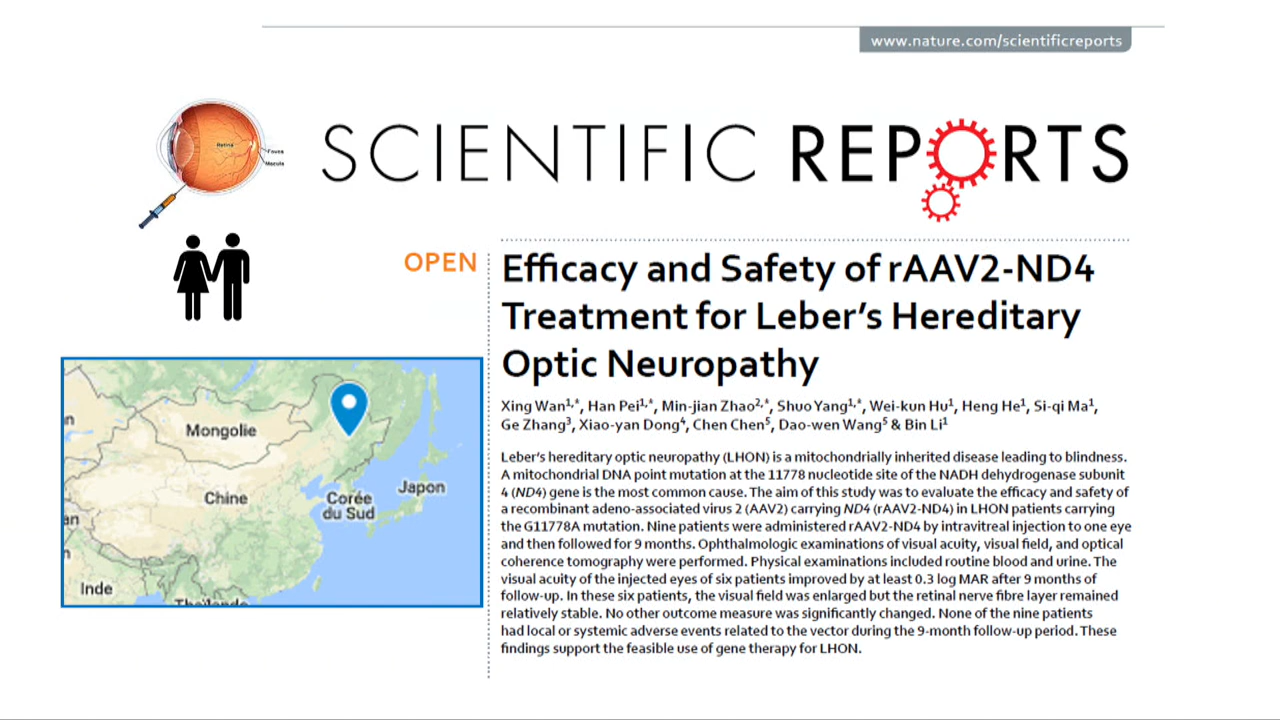 www.nature.com/scientificreports
Retina
Fovea
Macula
SCIENTIFIC REPORTS
OPEN
Efficacy and Safety of rAAV2-ND4
Treatment for Leber’s Hereditary
Optic Neuropathy
Xing Wan1,*, Han Pei1,*, Min-jian Zhao2,*, Shuo Yang1,*, Wei-kun Hu1, Heng He1, Si-qi Ma1,
Ge Zhang3, Xiao-yan Dong4, Chen Chen5, Dao-wen Wang5 & Bin Li1
Leber’s hereditary optic neuropathy (LHON) is a mitochondrially inherited disease leading to blindness.
A mitochondrial DNA point mutation at the 11778 nucleotide site of the NADH dehydrogenase subunit
4 (ND4) gene is the most common cause. The aim of this study was to evaluate the efficacy and safety of
a recombinant adeno-associated virus 2 (AAV2) carrying ND4 (rAAV2-ND4) in LHON patients carrying
the G11778A mutation. Nine patients were administered rAAV2-ND4 by intravitreal injection to one eye
and then followed for 9 months. Ophthalmologic examinations of visual acuity, visual field, and optical
coherence tomography were performed. Physical examinations included routine blood and urine. The
visual acuity of the injected eyes of six patients improved by at least 0.3 log MAR after 9 months of
follow-up. In these six patients, the visual field was enlarged but the retinal nerve fibre layer remained
relatively stable. No other outcome measure was significantly changed. None of the nine patients
had local or systemic adverse events related to the vector during the 9-month follow-up period. These
findings support the feasible use of gene therapy for LHON.
Mongolie
Chine
Corée
du Sud
Japon
Inde
Thaïlande